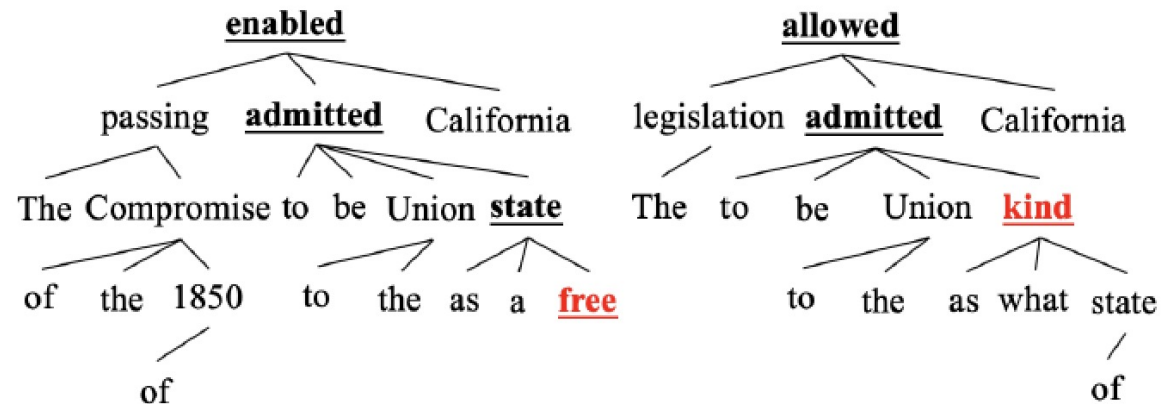 enabled allowed
passing admitted California legislation admitted California
The Compromise to be Union state The to be Union kind
of the 1850 to the as a free to the as what state
of of